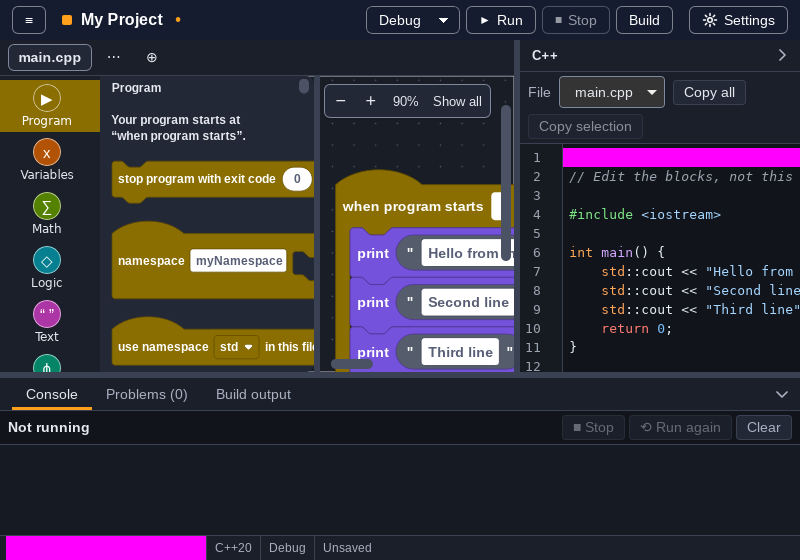 ≡ My Project • Debug Run Stop Build Settings
main.cpp ⋯ ⊕
C++
Program
Variables
Math
Logic
Text
Program
Your program starts at
“when program starts”.
stop program with exit code 0
namespace myNamespace
use namespace std in this file
− + 90% Show all
when program starts
print " Hello from
print " Second line
print " Third line "
File main.cpp Copy all
Copy selection
1
2 // Edit the blocks, not this
3
4 #include <iostream>
5
6 int main() {
7 std::cout << "Hello from
8 std::cout << "Second line
9 std::cout << "Third line"
10 return 0;
11 }
12
Console Problems (0) Build output
Not running Stop ⟲ Run again Clear
C++20 Debug Unsaved